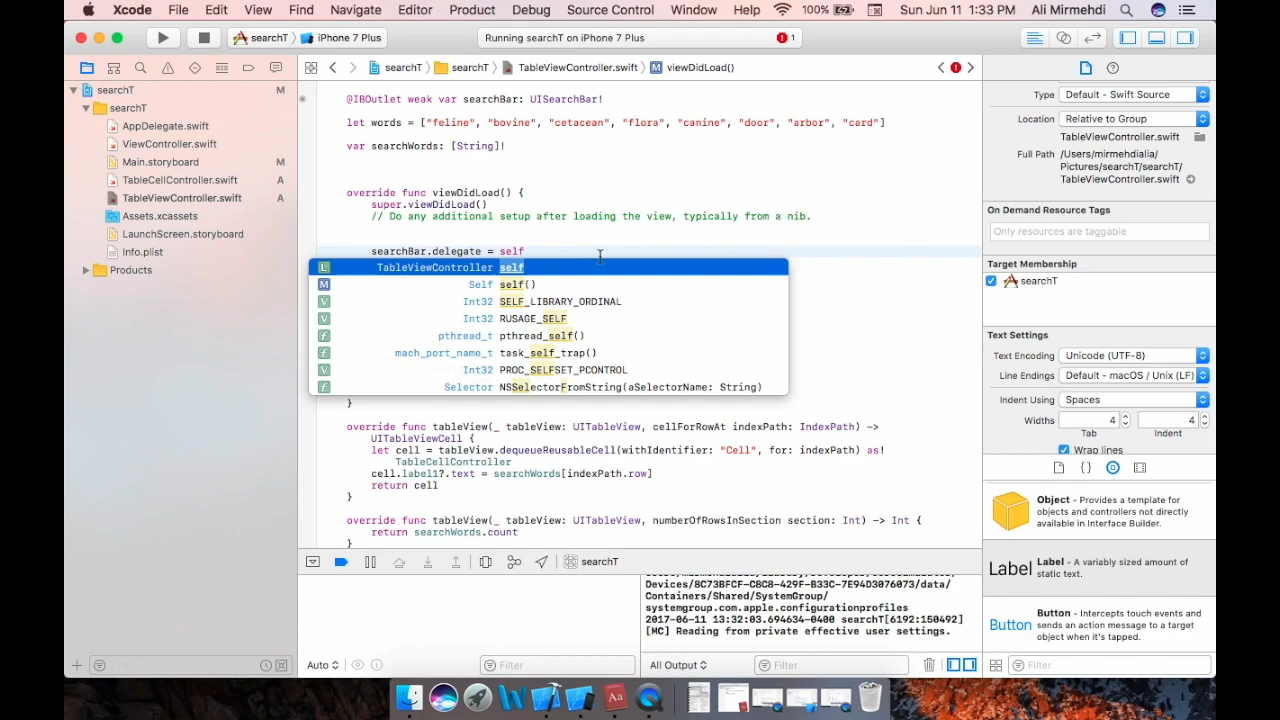 Xcode File Edit View Find Navigate Editor Product Debug Source Control Window Help 100% Sun Jun 11 1:33 PM Ali Mirmehdi
searchT iPhone 7 Plus Running searchT on iPhone 7 Plus 1
searchT searchT TableViewController.swift M viewDidLoad()
searchT M
searchT
AppDelegate.swift
ViewController.swift
Main.storyboard M
TableCellController.swift A
TableViewController.swift A
Assets.xcassets
LaunchScreen.storyboard
Info.plist
Products
@IBOutlet weak var searchBar: UISearchBar!
let words = ["feline", "bovine", "cetacean", "flora", "canine", "door", "arbor", "card"]
var searchWords: [String]!
override func viewDidLoad() {
super.viewDidLoad()
// Do any additional setup after loading the view, typically from a nib.
searchBar.delegate = self
L TableViewController self
M Self self()
V Int32 SELF_LIBRARY_ORDINAL
V Int32 RUSAGE_SELF
f pthread_t pthread_self()
f mach_port_name_t task_self_trap()
V Int32 PROC_SELFSET_PCONTROL
f Selector NSSelectorFromString(aSelectorName: String)
}
override func tableView(_ tableView: UITableView, cellForRowAt indexPath: IndexPath) ->
UITableViewCell {
let cell = tableView.dequeueReusableCell(withIdentifier: "Cell", for: indexPath) as!
TableCellController
cell.label1?.text = searchWords[indexPath.row]
return cell
}
override func tableView(_ tableView: UITableView, numberOfRowsInSection section: Int) -> Int {
return searchWords.count
}
searchT
Devices/8C73BFCF-C8C8-429F-B33C-7E94D3076073/data/
Containers/Shared/SystemGroup/
systemgroup.com.apple.configurationprofiles
2017-06-11 13:32:03.694634-0400 searchT[6192:150492]
[MC] Reading from private effective user settings.
Auto Filter All Output Filter
Type Default - Swift Source
Location Relative to Group
TableViewController.swift
Full Path /Users/mirmehdialia/
Pictures/searchT/searchT/
TableViewController.swift
On Demand Resource Tags
Only resources are taggable
Target Membership
searchT
Text Settings
Text Encoding Unicode (UTF-8)
Line Endings Default - macOS / Unix (LF)
Indent Using Spaces
Widths 4 4
Tab Indent
Wrap lines
Object - Provides a template for
objects and controllers not directly
available in Interface Builder.
Label Label - A variably sized amount of
static text.
Button Button - Intercepts touch events and
sends an action message to a target
object when it's tapped.
Filter
Aa